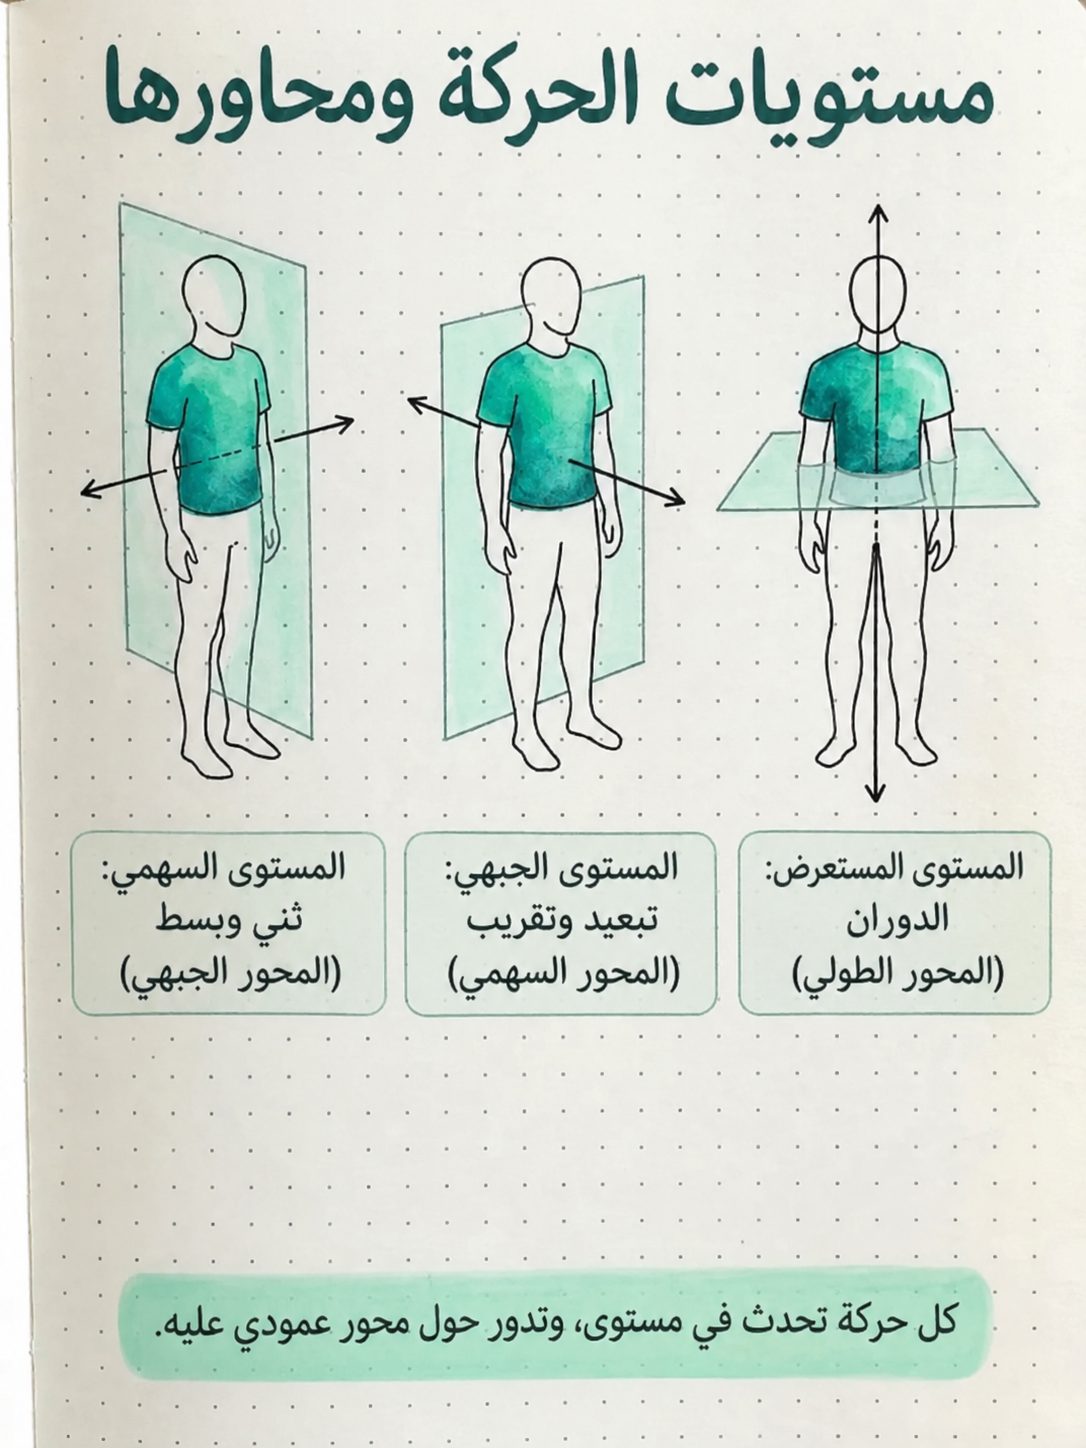 مستويات الحركة ومحاورها
المستوى المستعرض:
الدوران
(المحور الطولي)
المستوى الجبهي:
تبعيد وتقريب
(المحور السهمي)
المستوى السهمي:
ثني وبسط
(المحور الجبهي)
كل حركة تحدث في مستوى، وتدور حول محور عمودي عليه.